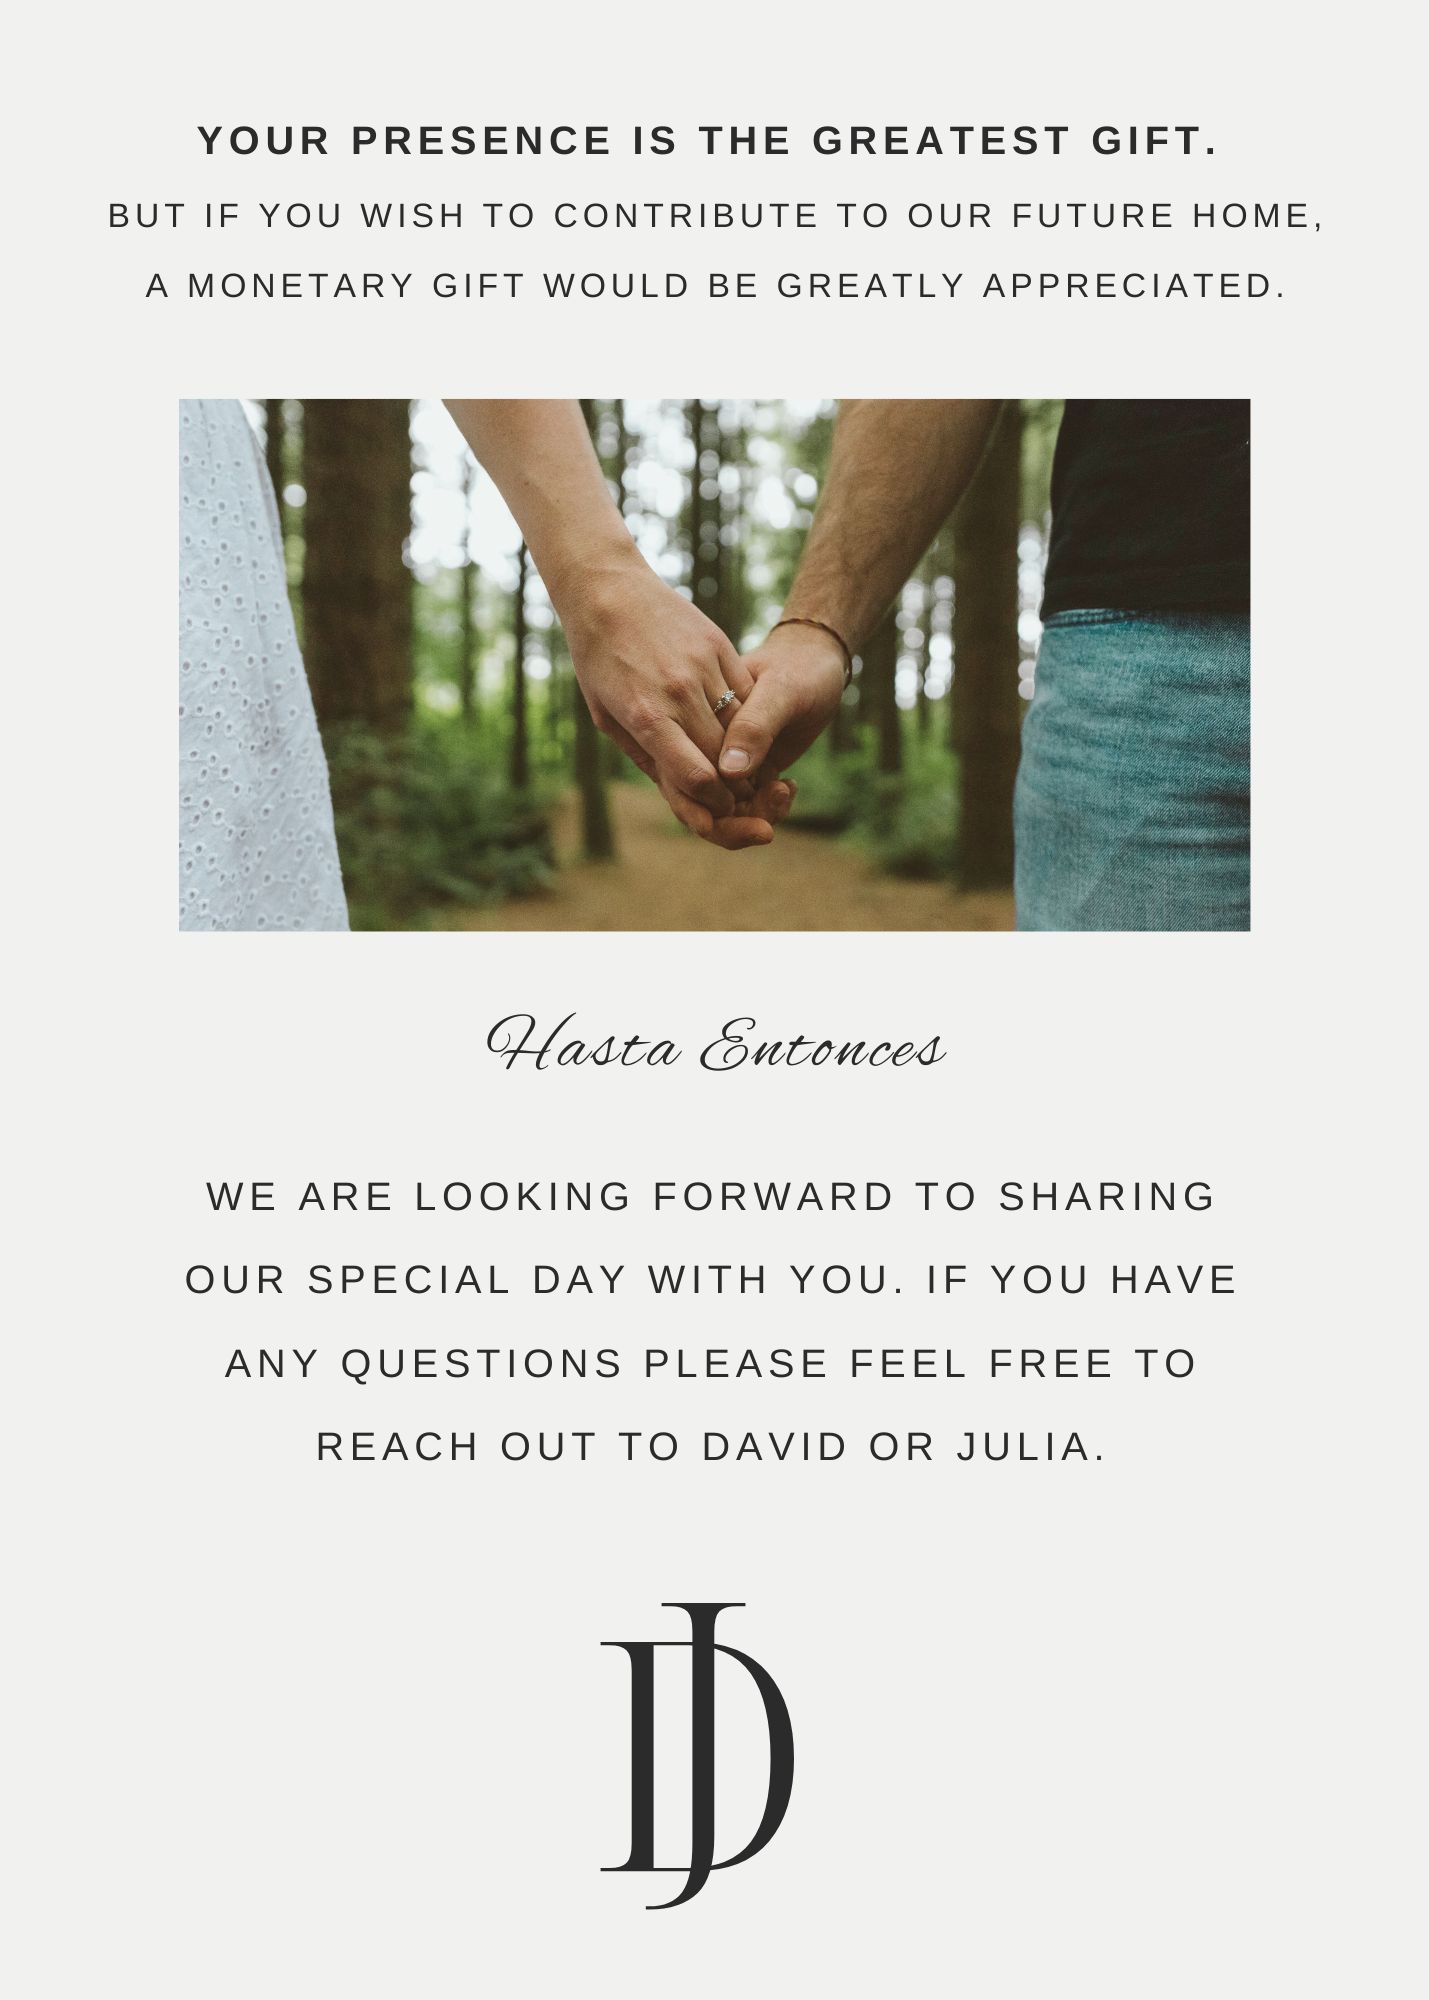 YOUR PRESENCE IS THE GREATEST GIFT.
BUT IF YOU WISH TO CONTRIBUTE TO OUR FUTURE HOME,
A MONETARY GIFT WOULD BE GREATLY APPRECIATED.
Hasta Entonces
WE ARE LOOKING FORWARD TO SHARING
OUR SPECIAL DAY WITH YOU. IF YOU HAVE
ANY QUESTIONS PLEASE FEEL FREE TO
REACH OUT TO DAVID OR JULIA.
DJ